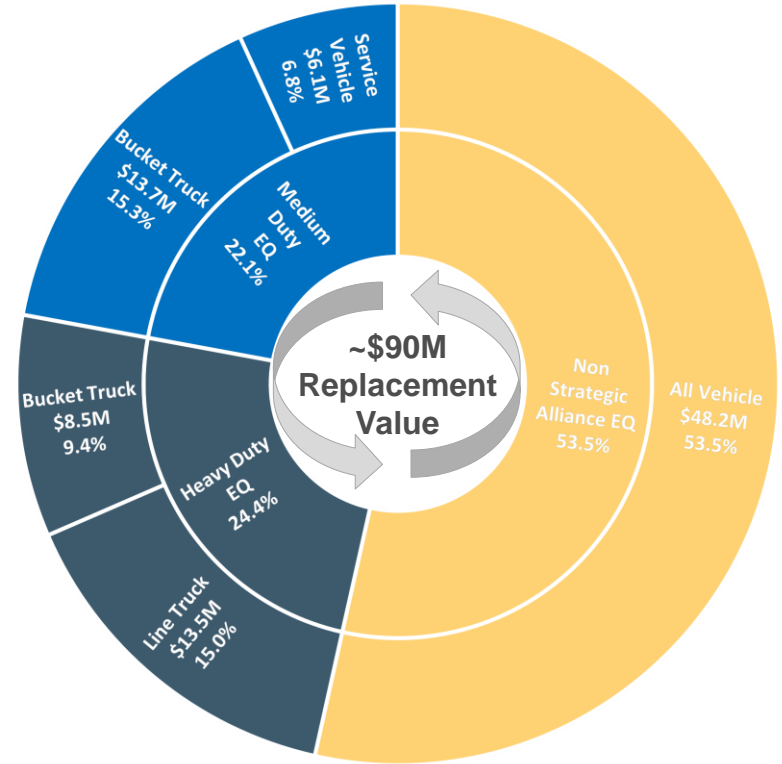 Service
Vehicle
$6.1M
6.8%
Bucket Truck
$13.7M
15.3%
Medium
Duty
EQ
22.1%
~$90M
Replacement
Value
Non
Strategic
Alliance EQ
53.5%
All Vehicle
$48.2M
53.5%
Bucket Truck
$8.5M
9.4%
Heavy Duty
EQ
24.4%
Line Truck
$13.5M
15.0%